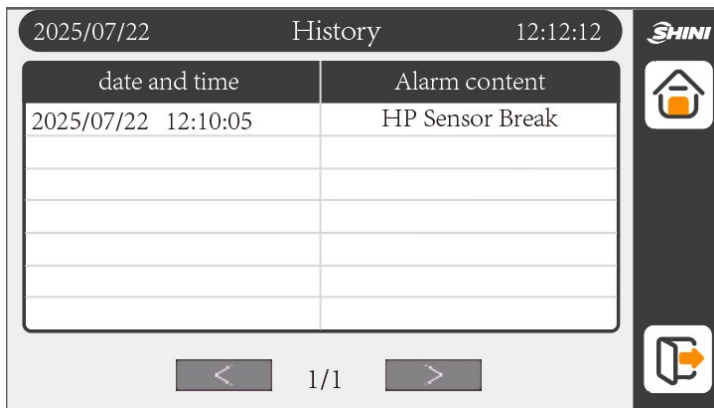 2025/07/22 History 12:12:12
SHINI
date and time Alarm content
2025/07/22 12:10:05 HP Sensor Break
< 1/1 >